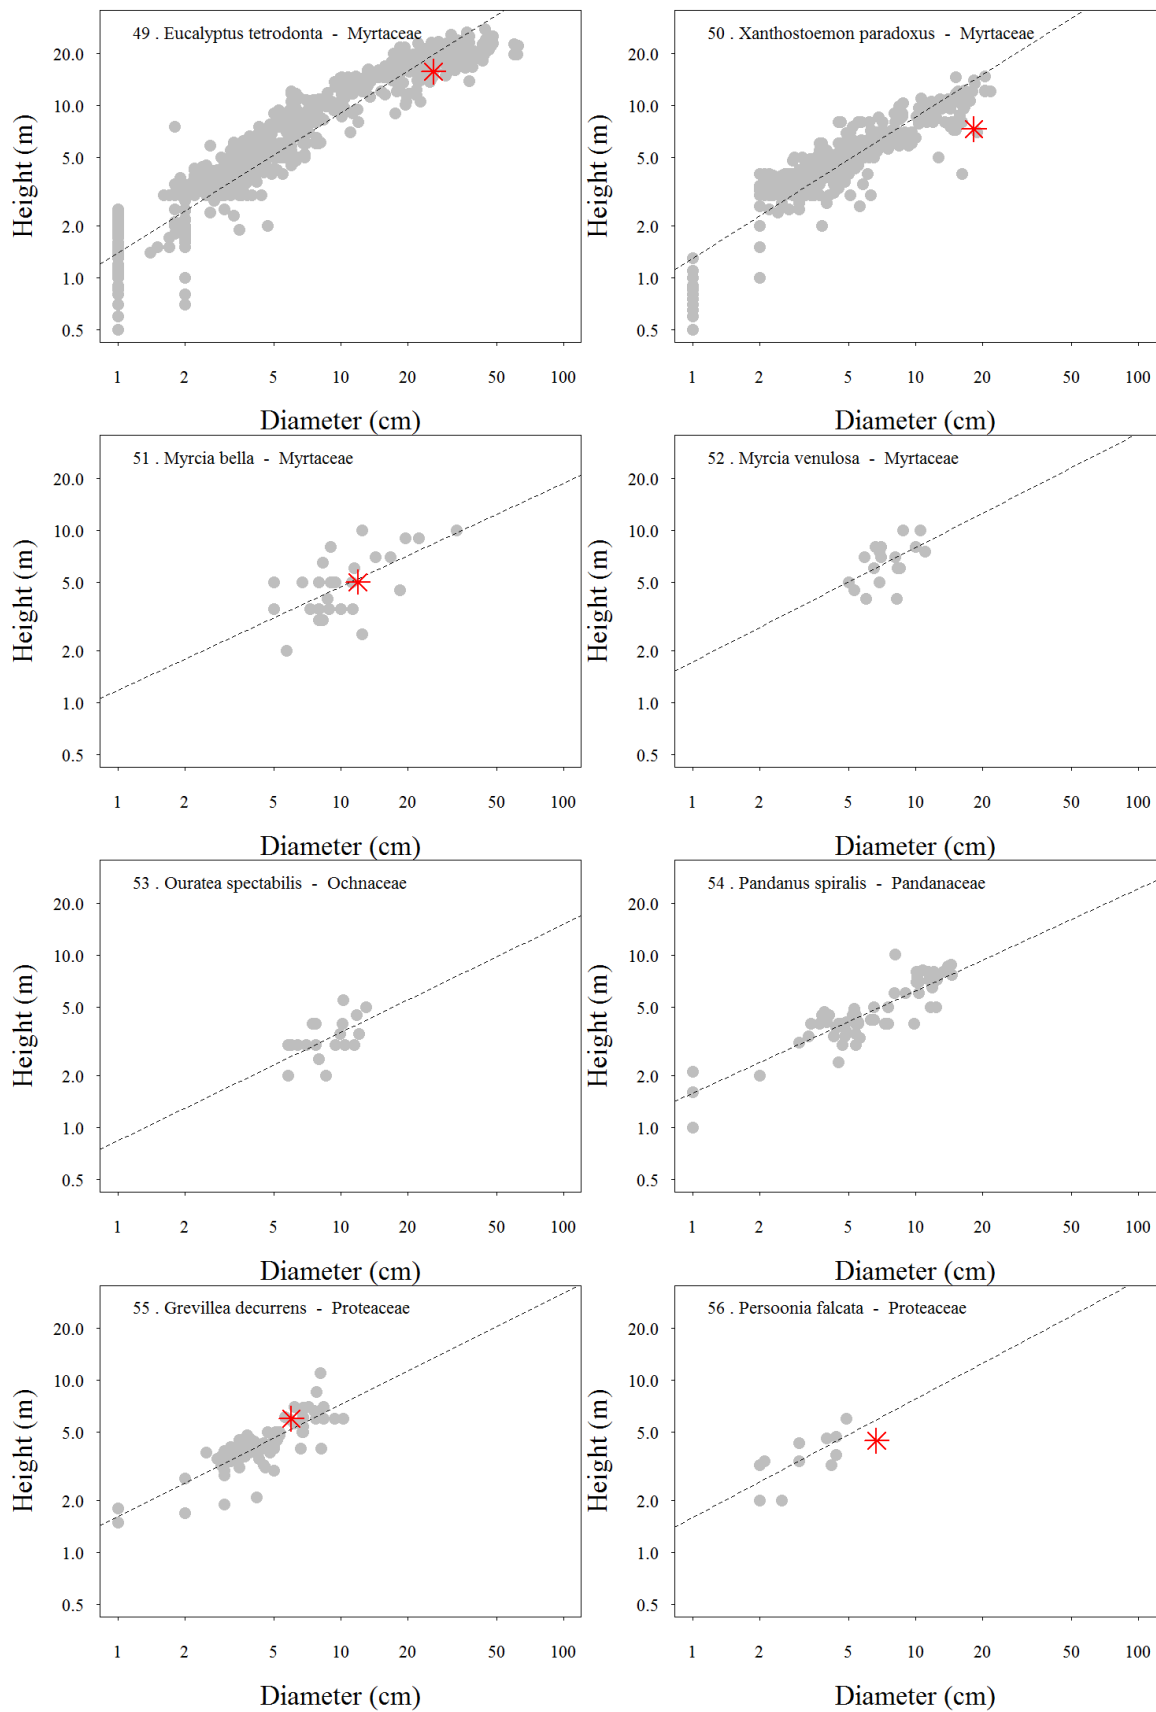 49 . Eucalyptus tetrodonta - Myrtaceae
Height (m)
20.0
10.0
5.0
2.0
1.0
0.5
1 2 5 10 20 50 100
Diameter (cm)
50 . Xanthostoemon paradoxus - Myrtaceae
Height (m)
20.0
10.0
5.0
2.0
1.0
0.5
1 2 5 10 20 50 100
Diameter (cm)
51 . Myrcia bella - Myrtaceae
Height (m)
20.0
10.0
5.0
2.0
1.0
0.5
1 2 5 10 20 50 100
Diameter (cm)
52 . Myrcia venulosa - Myrtaceae
Height (m)
20.0
10.0
5.0
2.0
1.0
0.5
1 2 5 10 20 50 100
Diameter (cm)
53 . Ouratea spectabilis - Ochnaceae
Height (m)
20.0
10.0
5.0
2.0
1.0
0.5
1 2 5 10 20 50 100
Diameter (cm)
54 . Pandanus spiralis - Pandanaceae
Height (m)
20.0
10.0
5.0
2.0
1.0
0.5
1 2 5 10 20 50 100
Diameter (cm)
55 . Grevillea decurrens - Proteaceae
Height (m)
20.0
10.0
5.0
2.0
1.0
0.5
1 2 5 10 20 50 100
Diameter (cm)
56 . Persoonia falcata - Proteaceae
Height (m)
20.0
10.0
5.0
2.0
1.0
0.5
1 2 5 10 20 50 100
Diameter (cm)